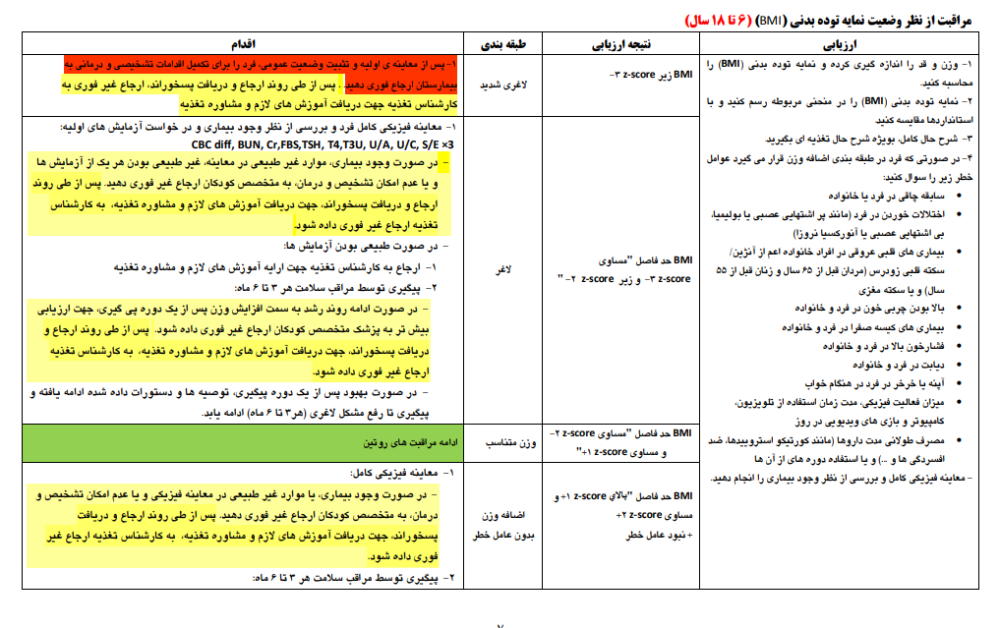 مراقبت از نظر وضعیت نمایه توده بدنی (BMI) (۶ تا ۱۸ سال)
ارزیابی
نتیجه ارزیابی
طبقه بندی
اقدام
۱- وزن و قد را اندازه گیری کرده و نمایه توده بدنی (BMI) را
محاسبه کنید.
۲- نمایه توده بدنی (BMI) را در منحنی مربوطه رسم کنید و با
استانداردها مقایسه کنید.
۳- شرح حال کامل، بویژه شرح حال تغذیه ای بگیرید.
۴- در صورتی که فرد در طبقه بندی اضافه وزن قرار می گیرد عوامل
خطر زیر را سوال کنید:
• سابقه چاقی در فرد یا خانواده
• اختلالات خوردن در فرد (مانند پر اشتهایی عصبی یا بولیمیا،
بی اشتهایی عصبی یا آنورکسیا نروزا)
• بیماری های قلبی عروقی در افراد خانواده اعم از آنژین/
سکته قلبی زودرس (مردان قبل از ۶۵ سال و زنان قبل از ۵۵
سال) و یا سکته مغزی
• بالا بودن چربی خون در فرد و خانواده
• بیماری های کیسه صفرا در فرد و خانواده
• فشارخون بالا در فرد و خانواده
• دیابت در فرد و خانواده
• آپنه یا خرخر در فرد در هنگام خواب
• میزان فعالیت فیزیکی، مدت زمان استفاده از تلویزیون،
کامپیوتر و بازی های ویدیویی در روز
• مصرف طولانی مدت داروها (مانند کورتیکو استروییدها، ضد
افسردگی ها و ...) و یا استفاده دوره های از آن ها
- معاینه فیزیکی کامل و بررسی از نظر وجود بیماری را انجام دهید.
BMI زیر z-score ۳-
لاغری شدید
۱- پس از معاینه ی اولیه و تثبیت وضعیت عمومی، فرد را برای تکمیل اقدامات تشخیصی و درمانی به
بیمارستان ارجاع فوری دهید. . پس از طی روند ارجاع و دریافت پسخوراند، ارجاع غیر فوری به
کارشناس تغذیه جهت دریافت آموزش های لازم و مشاوره تغذیه
BMI حد فاصل "مساوی
z-score ۳- و زیر z-score ۲- "
لاغر
۱- معاینه فیزیکی کامل فرد و بررسی از نظر وجود بیماری و در خواست آزمایش های اولیه:
CBC diff, BUN, Cr,FBS,TSH, T4,T3U, U/A, U/C, S/E ×3
- در صورت وجود بیماری، موارد غیر طبیعی در معاینه، غیر طبیعی بودن هر یک از آزمایش ها
و یا عدم امکان تشخیص و درمان، به متخصص کودکان ارجاع غیر فوری دهید. پس از طی روند
ارجاع و دریافت پسخوراند، جهت دریافت آموزش های لازم و مشاوره تغذیه، به کارشناس
تغذیه ارجاع غیر فوری داده شود.
- در صورت طبیعی بودن آزمایش ها:
۱- ارجاع به کارشناس تغذیه جهت ارایه آموزش های لازم و مشاوره تغذیه
۲- پیگیری توسط مراقب سلامت هر ۳ تا ۶ ماه:
- در صورت ادامه روند رشد به سمت افزایش وزن پس از یک دوره پی گیری، جهت ارزیابی
بیش تر به پزشک متخصص کودکان ارجاع غیر فوری داده شود. پس از طی روند ارجاع و
دریافت پسخوراند، جهت دریافت آموزش های لازم و مشاوره تغذیه، به کارشناس تغذیه
ارجاع غیر فوری داده شود.
- در صورت بهبود پس از یک دوره پیگیری، توصیه ها و دستورات داده شده ادامه یافته و
پیگیری تا رفع مشکل لاغری (هر ۳ تا ۶ ماه) ادامه یابد.
BMI حد فاصل "مساوی z-score ۲-
و مساوی z-score ۱+"
وزن متناسب
ادامه مراقبت های روتین
BMI حد فاصل "بالای z-score ۱+ و
مساوی z-score ۲+
+ نبود عامل خطر
اضافه وزن
بدون عامل خطر
۱- معاینه فیزیکی کامل:
- در صورت وجود بیماری، یا موارد غیر طبیعی در معاینه فیزیکی و یا عدم امکان تشخیص و
درمان، به متخصص کودکان ارجاع غیر فوری دهید. پس از طی روند ارجاع و دریافت
پسخوراند، جهت دریافت آموزش های لازم و مشاوره تغذیه، به کارشناس تغذیه ارجاع غیر
فوری داده شود.
۲- پیگیری توسط مراقب سلامت هر ۳ تا ۶ ماه: